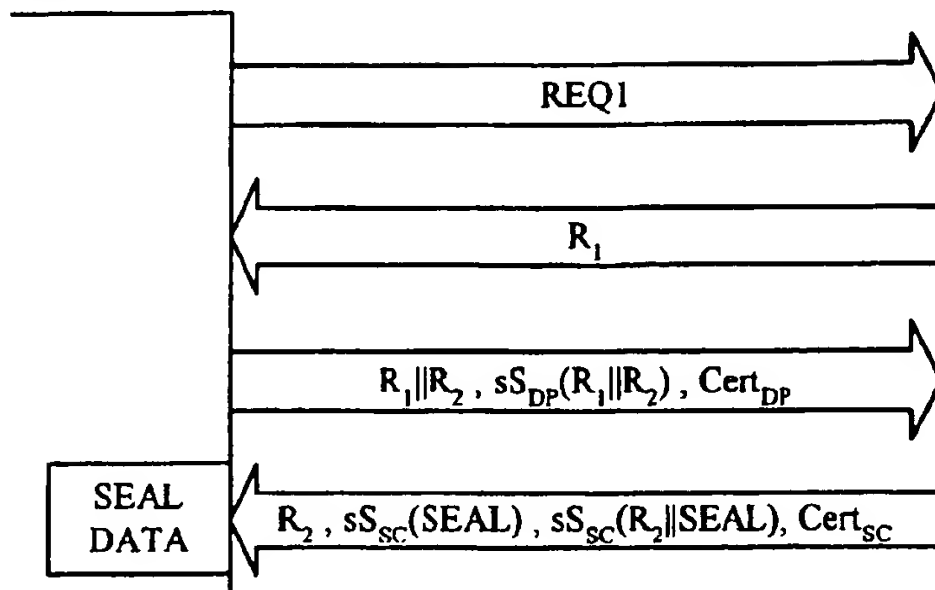 REQ1
R₁
R₁||R₂ , sS_DP(R₁||R₂) , Cert_DP
SEAL
DATA
R₂ , sS_SC(SEAL) , sS_SC(R₂||SEAL), Cert_SC